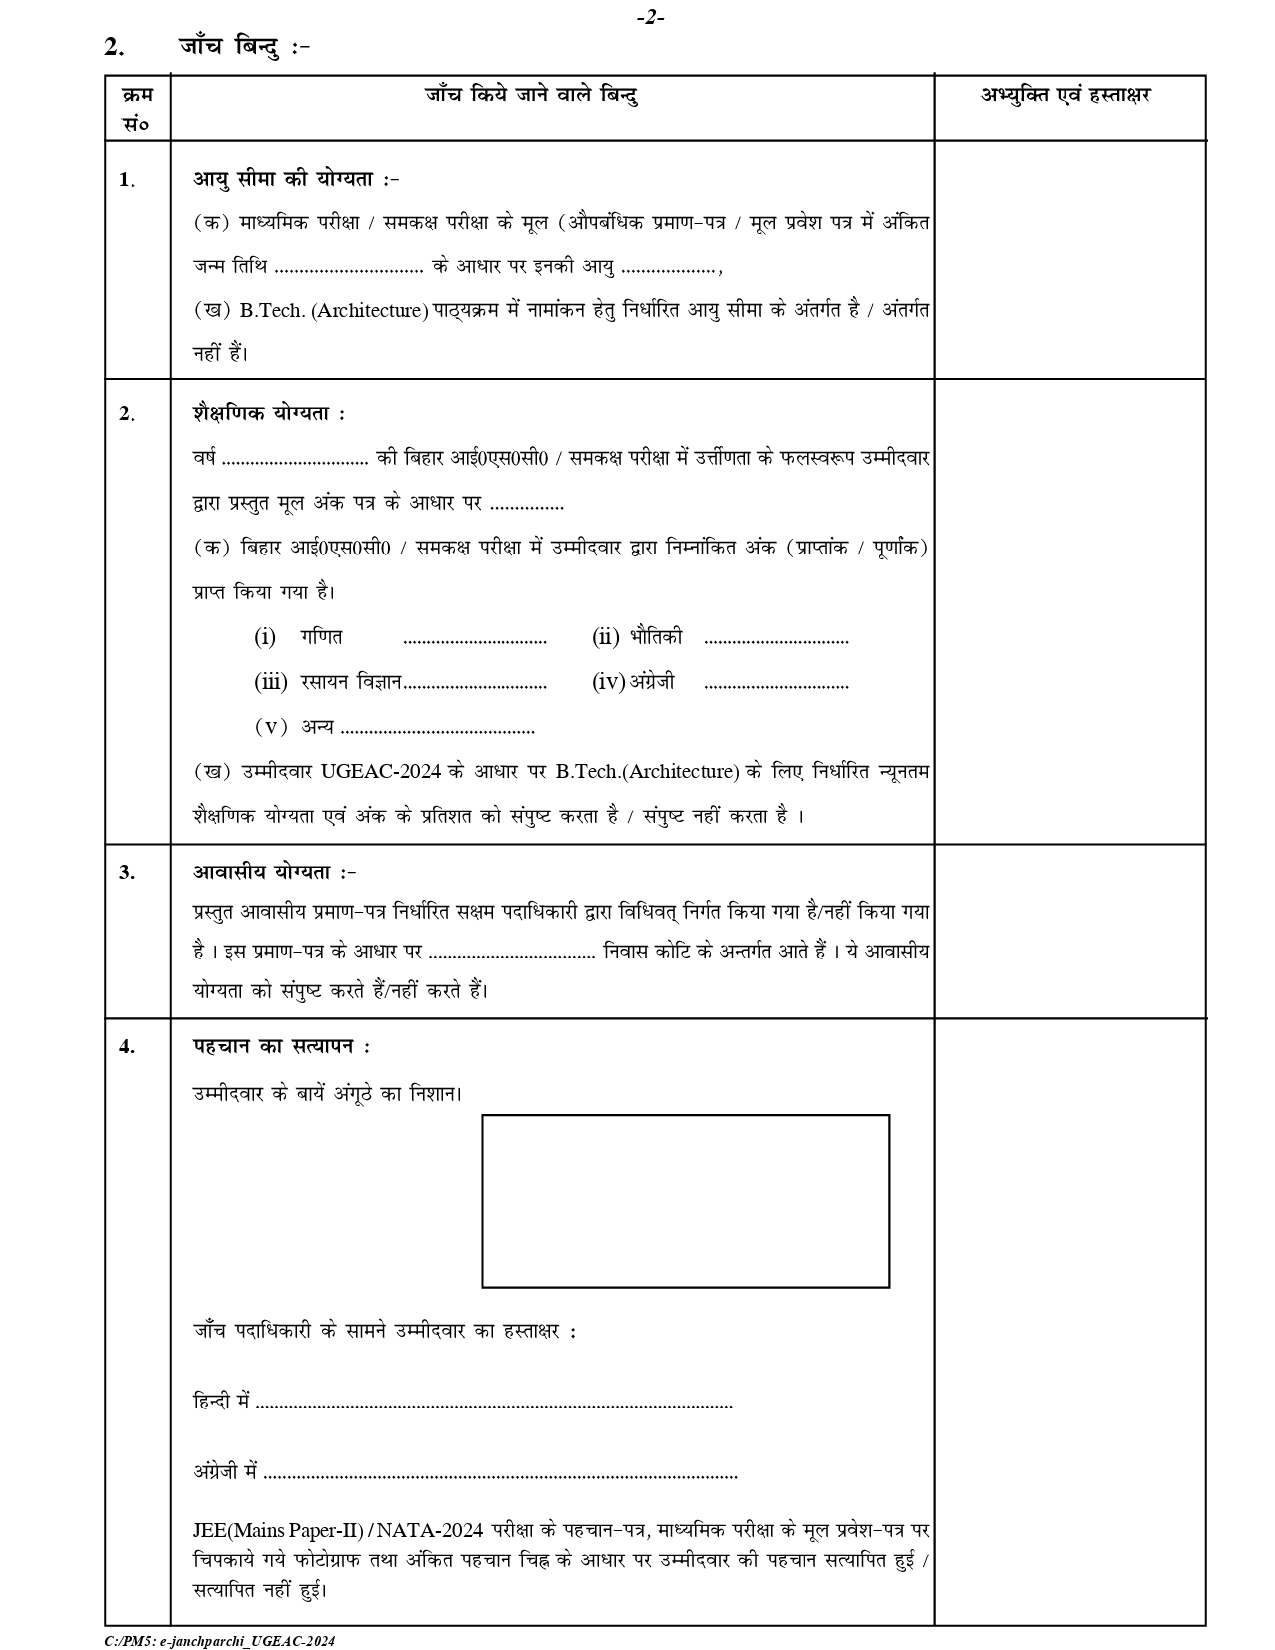 -2-
2. जाँच बिन्दु :-
क्रम सं० जाँच किये जाने वाले बिन्दु अभ्युक्ति एवं हस्ताक्षर
1. आयु सीमा की योग्यता :-
(क) माध्यमिक परीक्षा / समकक्ष परीक्षा के मूल (औपबंधिक प्रमाण-पत्र / मूल प्रवेश पत्र में अंकित
जन्म तिथि .............................. के आधार पर इनकी आयु ...................,
(ख) B.Tech. (Architecture) पाठ्यक्रम में नामांकन हेतु निर्धारित आयु सीमा के अंतर्गत है / अंतर्गत
नहीं हैं।
2. शैक्षणिक योग्यता :
वर्ष ............................... की बिहार आई0एस0सी0 / समकक्ष परीक्षा में उर्त्तीणता के फलस्वरूप उम्मीदवार
द्वारा प्रस्तुत मूल अंक पत्र के आधार पर ...............
(क) बिहार आई0एस0सी0 / समकक्ष परीक्षा में उम्मीदवार द्वारा निम्नांकित अंक (प्राप्तांक / पूर्णांक)
प्राप्त किया गया है।
(i) गणित ............................... (ii) भौतिकी ...............................
(iii) रसायन विज्ञान............................... (iv) अंग्रेजी ...............................
(v) अन्य .........................................
(ख) उम्मीदवार UGEAC-2024 के आधार पर B.Tech.(Architecture) के लिए निर्धारित न्यूनतम
शैक्षणिक योग्यता एवं अंक के प्रतिशत को संपुष्ट करता है / संपुष्ट नहीं करता है ।
3. आवासीय योग्यता :-
प्रस्तुत आवासीय प्रमाण-पत्र निर्धारित सक्षम पदाधिकारी द्वारा विधिवत् निर्गत किया गया है/नहीं किया गया
है । इस प्रमाण-पत्र के आधार पर ................................... निवास कोटि के अन्तर्गत आते हैं । ये आवासीय
योग्यता को संपुष्ट करते हैं/नहीं करते हैं।
4. पहचान का सत्यापन :
उम्मीदवार के बायें अंगूठे का निशान।
जाँच पदाधिकारी के सामने उम्मीदवार का हस्ताक्षर :
हिन्दी में .....................................................................................................
अंग्रेजी में ....................................................................................................
JEE(Mains Paper-II) / NATA-2024 परीक्षा के पहचान-पत्र, माध्यमिक परीक्षा के मूल प्रवेश-पत्र पर
चिपकाये गये फोटोग्राफ तथा अंकित पहचान चिह्न के आधार पर उम्मीदवार की पहचान सत्यापित हुई /
सत्यापित नहीं हुई।
C:/PM5: e-janchparchi_UGEAC-2024